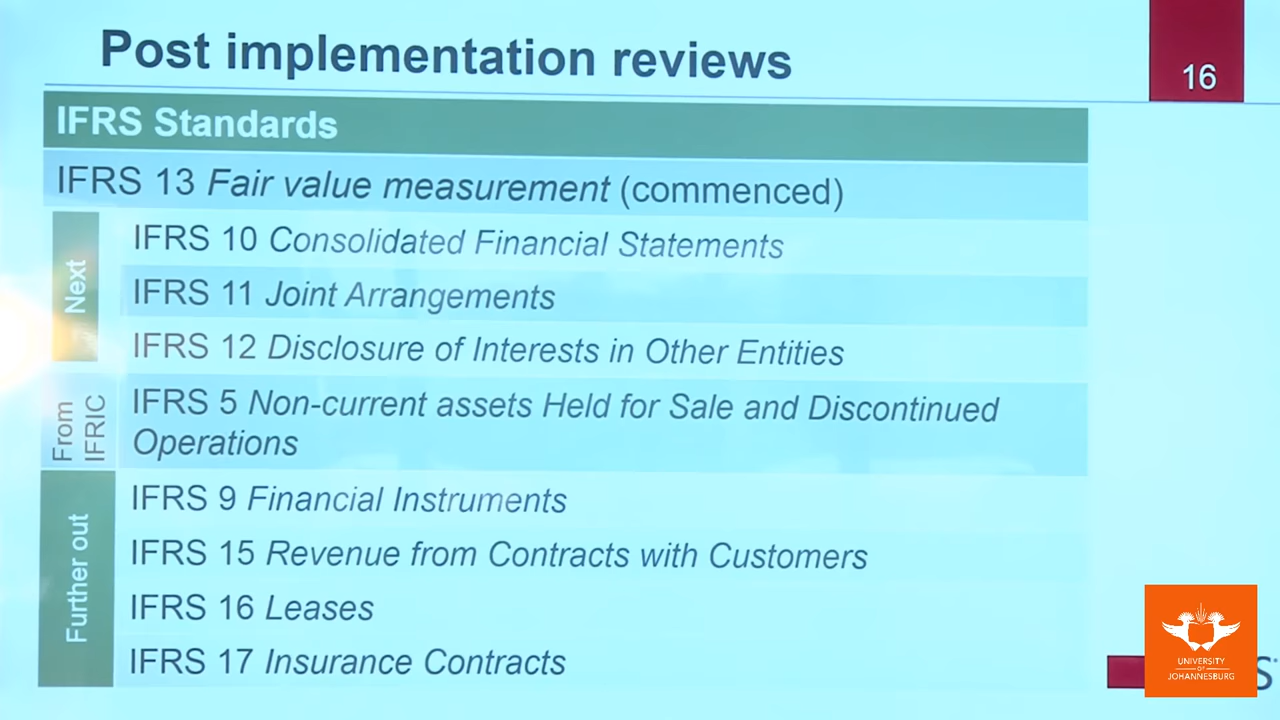 Post implementation reviews
16
IFRS Standards
IFRS 13 Fair value measurement (commenced)
Next
IFRS 10 Consolidated Financial Statements
IFRS 11 Joint Arrangements
IFRS 12 Disclosure of Interests in Other Entities
From
IFRIC
IFRS 5 Non-current assets Held for Sale and Discontinued
Operations
Further out
IFRS 9 Financial Instruments
IFRS 15 Revenue from Contracts with Customers
IFRS 16 Leases
IFRS 17 Insurance Contracts
UNIVERSITY
OF
JOHANNESBURG